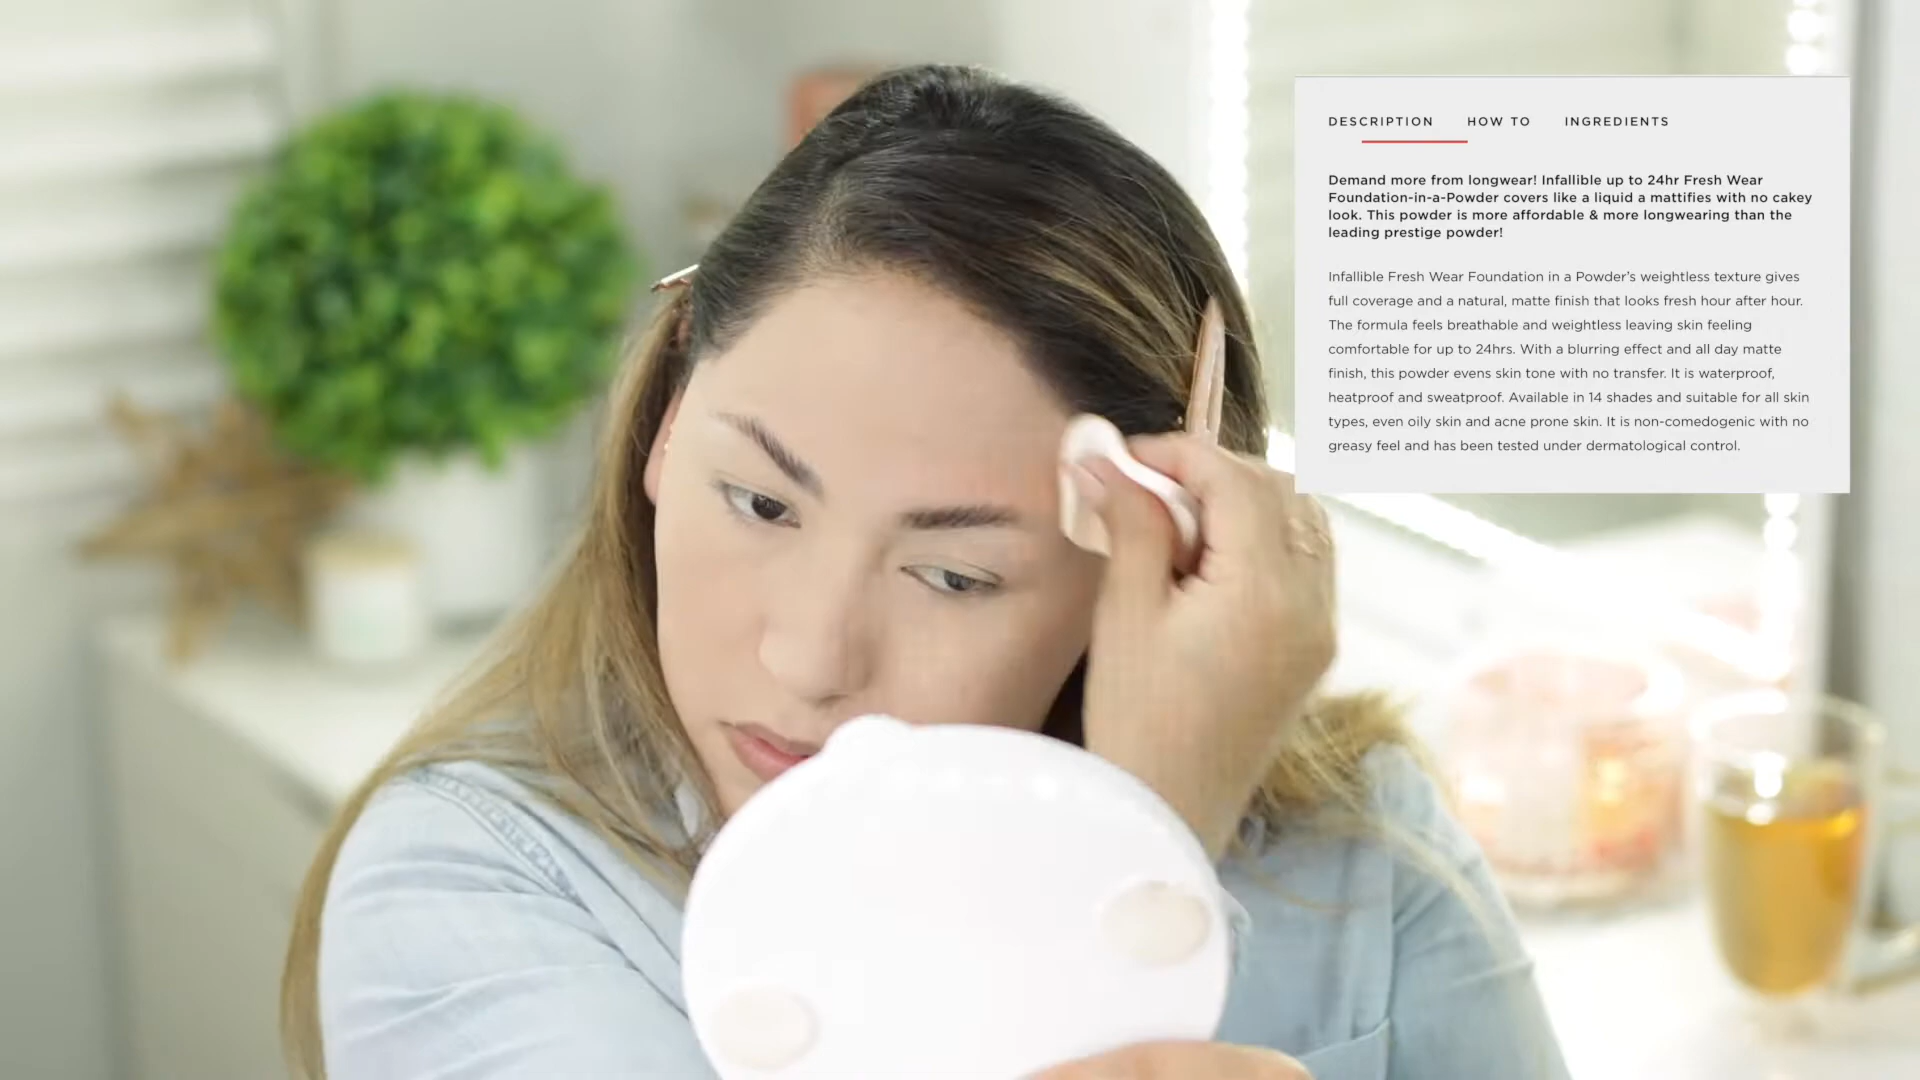 DESCRIPTION HOW TO INGREDIENTS
Demand more from longwear! Infallible up to 24hr Fresh Wear
Foundation-in-a-Powder covers like a liquid a mattifies with no cakey
look. This powder is more affordable & more longwearing than the
leading prestige powder!
Infallible Fresh Wear Foundation in a Powder’s weightless texture gives
full coverage and a natural, matte finish that looks fresh hour after hour.
The formula feels breathable and weightless leaving skin feeling
comfortable for up to 24hrs. With a blurring effect and all day matte
finish, this powder evens skin tone with no transfer. It is waterproof,
heatproof and sweatproof. Available in 14 shades and suitable for all skin
types, even oily skin and acne prone skin. It is non-comedogenic with no
greasy feel and has been tested under dermatological control.